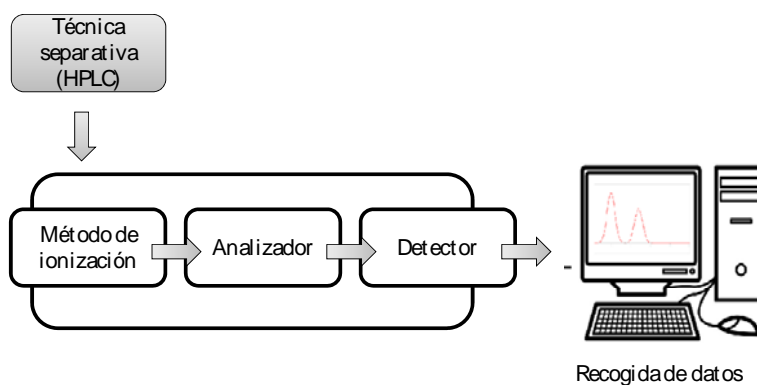 Técnica
separativa
(HPLC)
Método de
ionización
Analizador
Detector
Recogida de datos